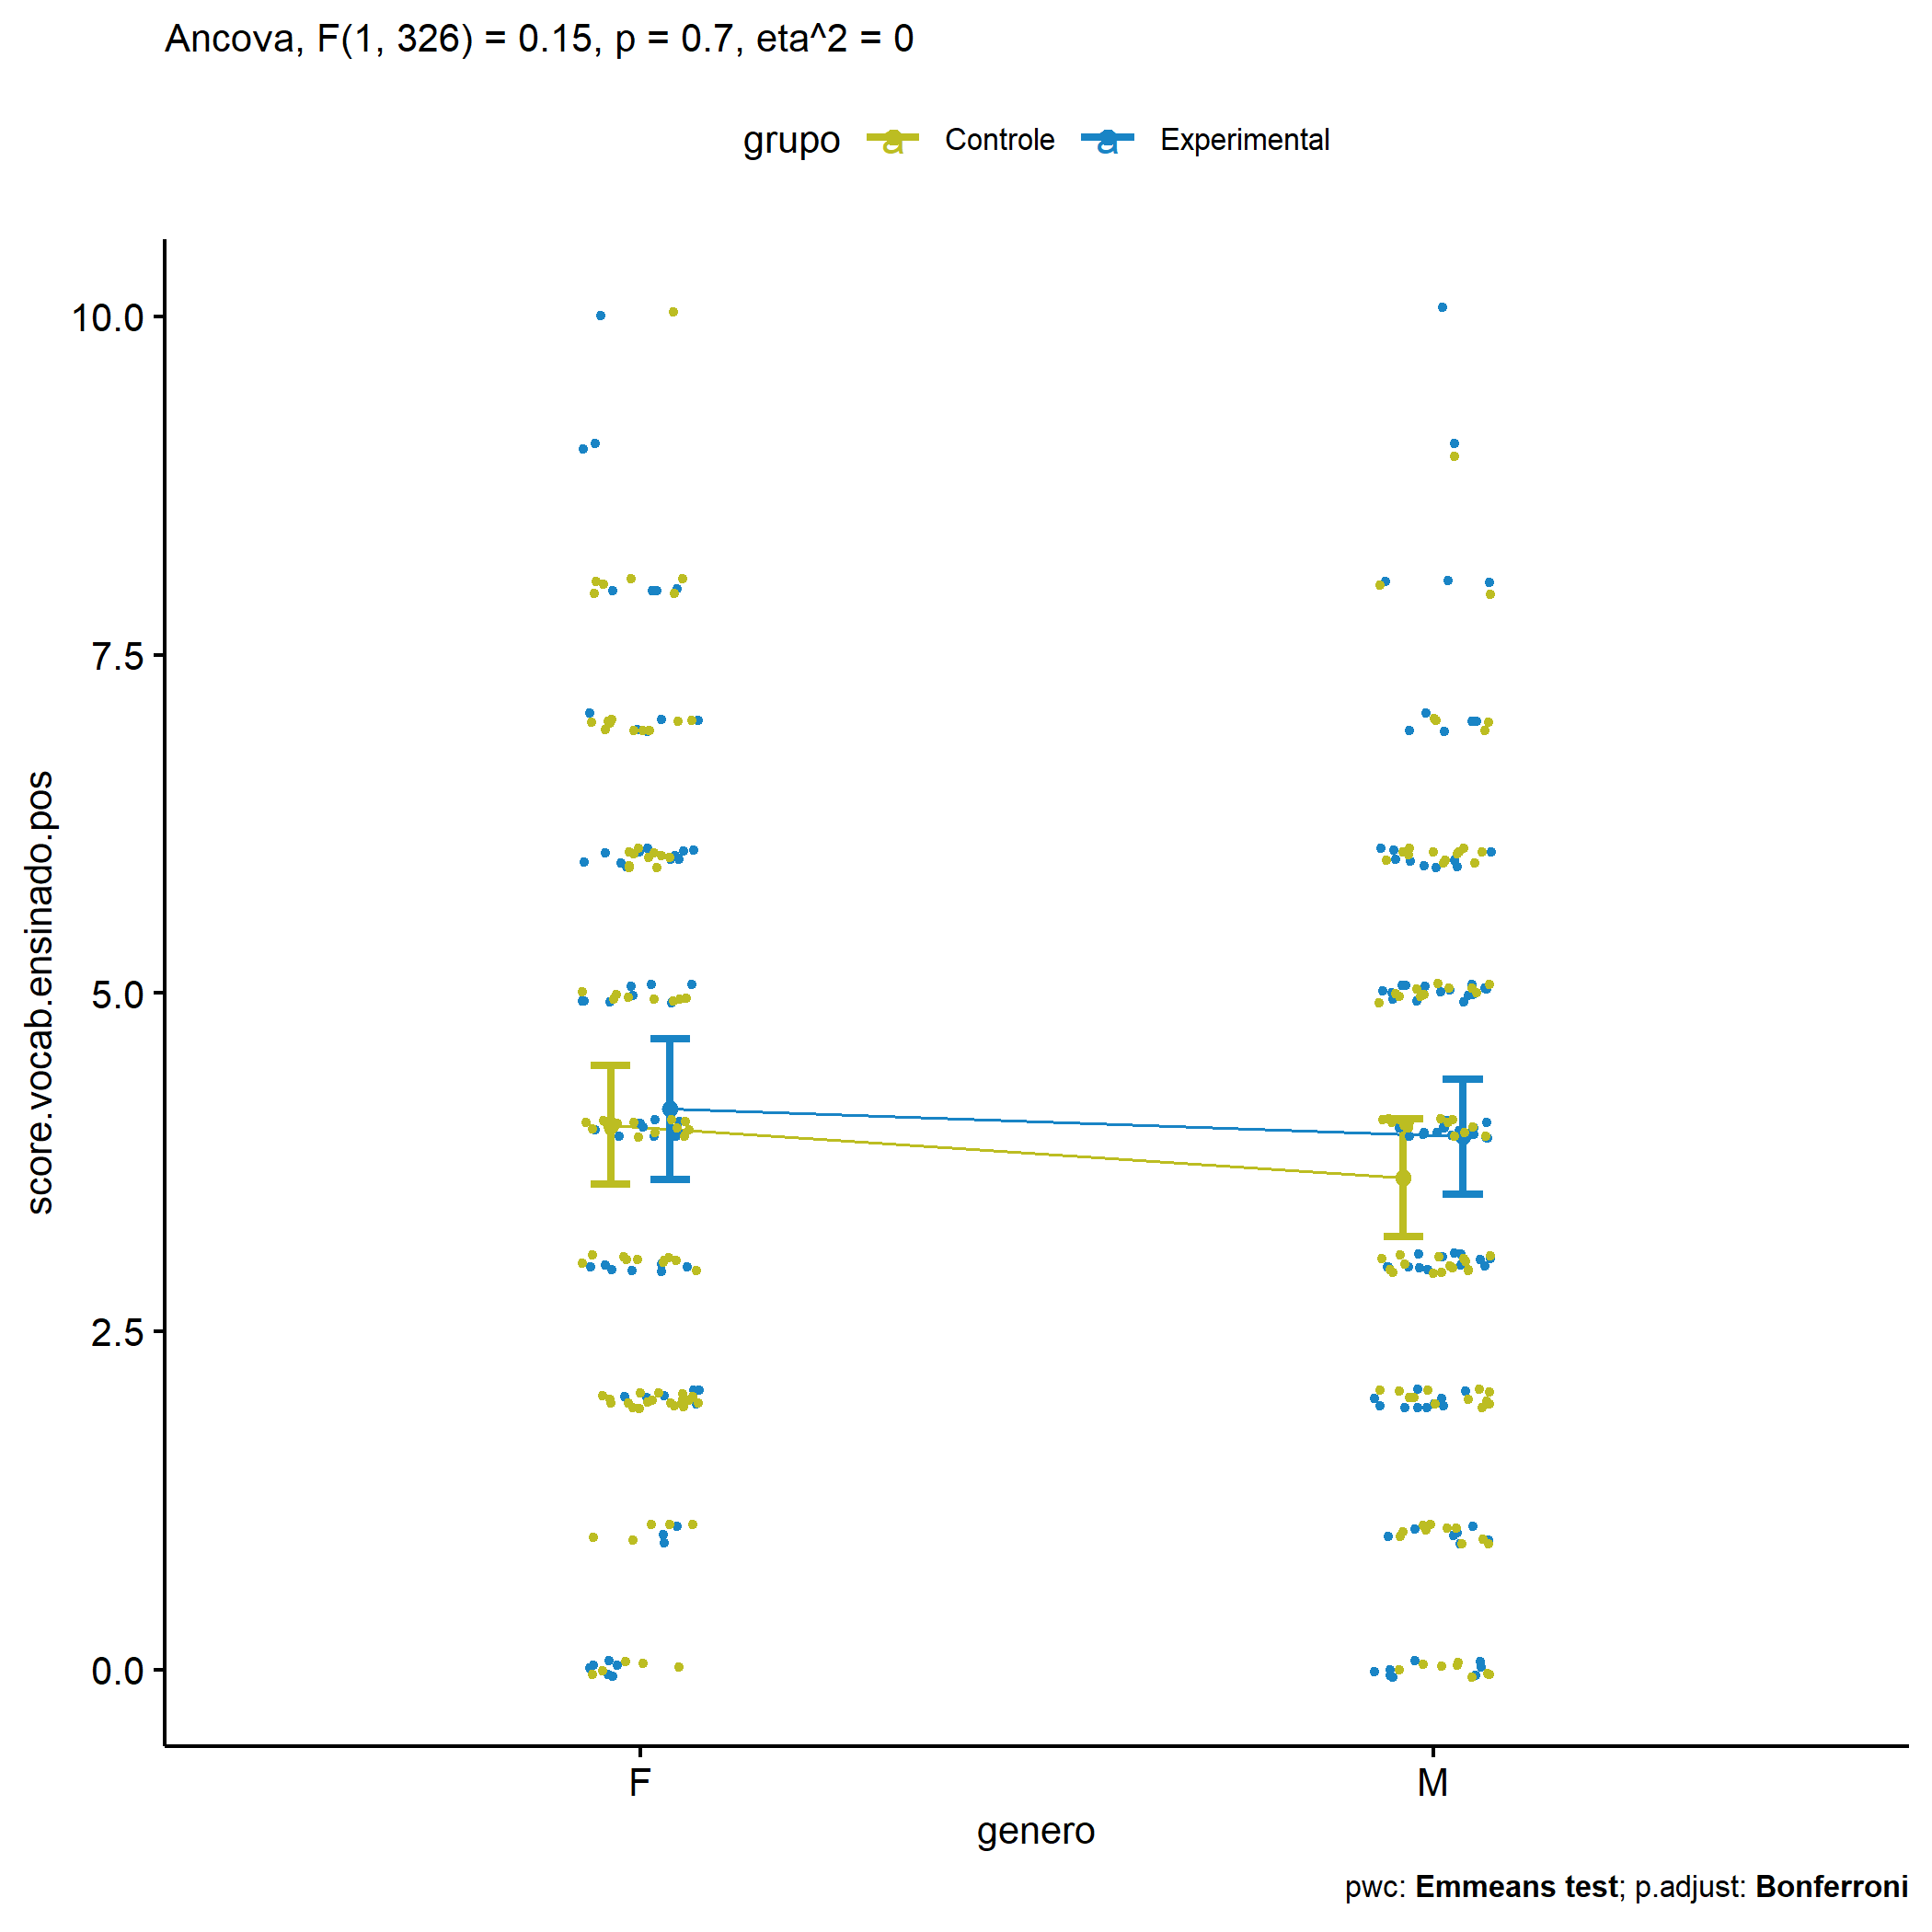 Ancova, F(1, 326) = 0.15, p = 0.7, eta^2 = 0
grupo a Controle a Experimental
10.0
7.5
5.0
2.5
0.0
score.vocab.ensinado.pos
F M
genero
pwc: Emmeans test; p.adjust: Bonferroni